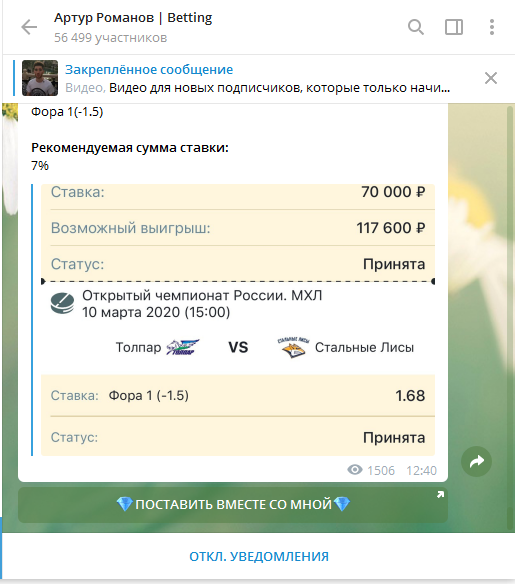 Артур Романов | Betting
56 499 участников
Закреплённое сообщение
Видео, Видео для новых подписчиков, которые только начи...
Фора 1(-1.5)
Рекомендуемая сумма ставки:
7%
Ставка: 70 000 ₽
Возможный выигрыш: 117 600 ₽
Статус: Принята
Открытый чемпионат России. МХЛ
10 марта 2020 (15:00)
Толпар ТОЛПАР VS СТАЛЬНЫЕ ЛИСЫ Стальные Лисы
Ставка: Фора 1 (-1.5) 1.68
Статус: Принята
1506 12:40
💎ПОСТАВИТЬ ВМЕСТЕ СО МНОЙ💎
ОТКЛ. УВЕДОМЛЕНИЯ